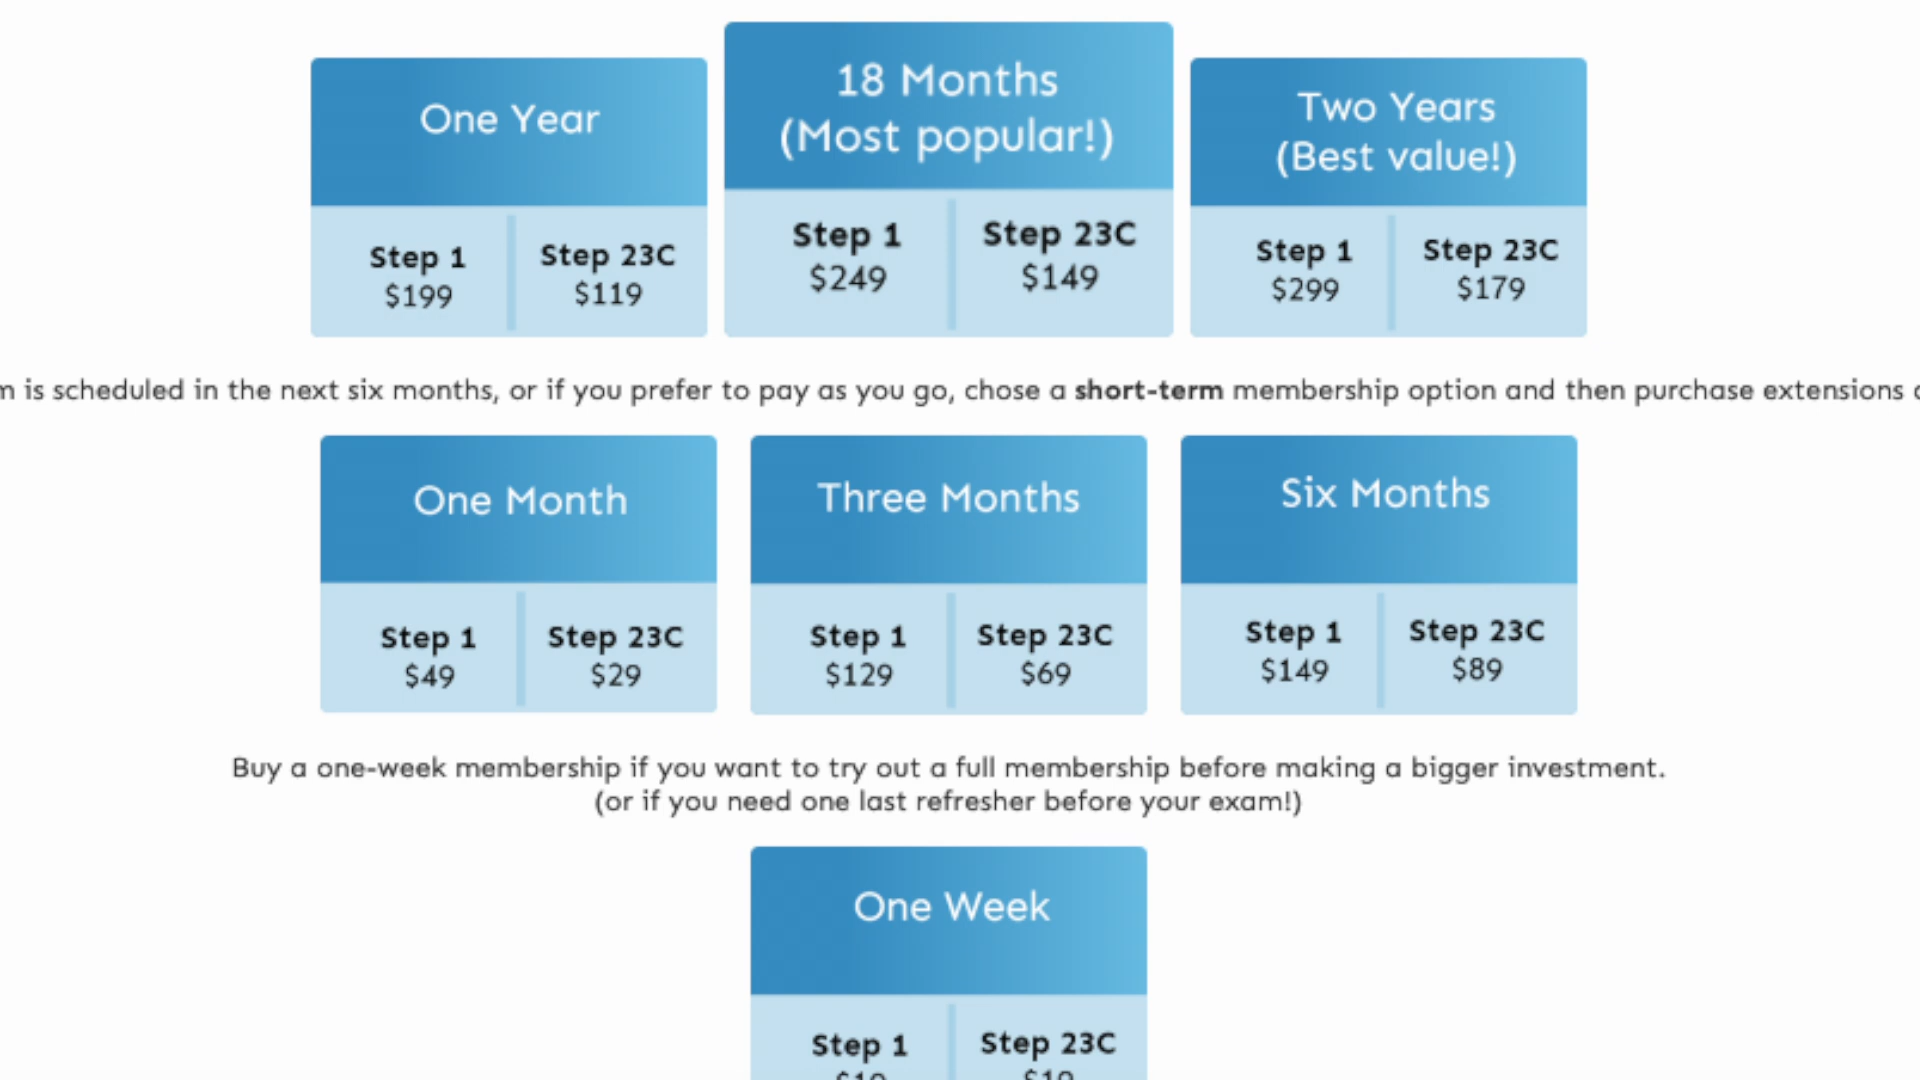 One Year
Step 1 Step 23C
$199 $119
18 Months
(Most popular!)
Step 1 Step 23C
$249 $149
Two Years
(Best value!)
Step 1 Step 23C
$299 $179
is scheduled in the next six months, or if you prefer to pay as you go, chose a short-term membership option and then purchase extensions
One Month
Step 1 Step 23C
$49 $29
Three Months
Step 1 Step 23C
$129 $69
Six Months
Step 1 Step 23C
$149 $89
Buy a one-week membership if you want to try out a full membership before making a bigger investment.
(or if you need one last refresher before your exam!)
One Week
Step 1 Step 23C